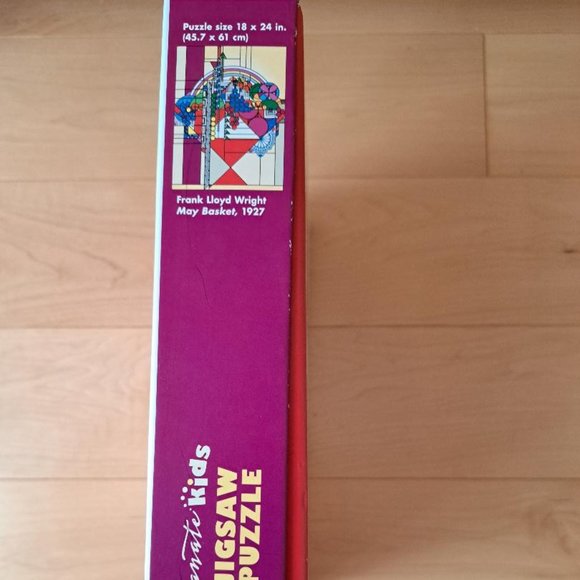 Puzzle size 18 x 24 in.
(45.7 x 61 cm)
Frank Lloyd Wright
May Basket, 1927
kids
JIGSAW
PUZZLE